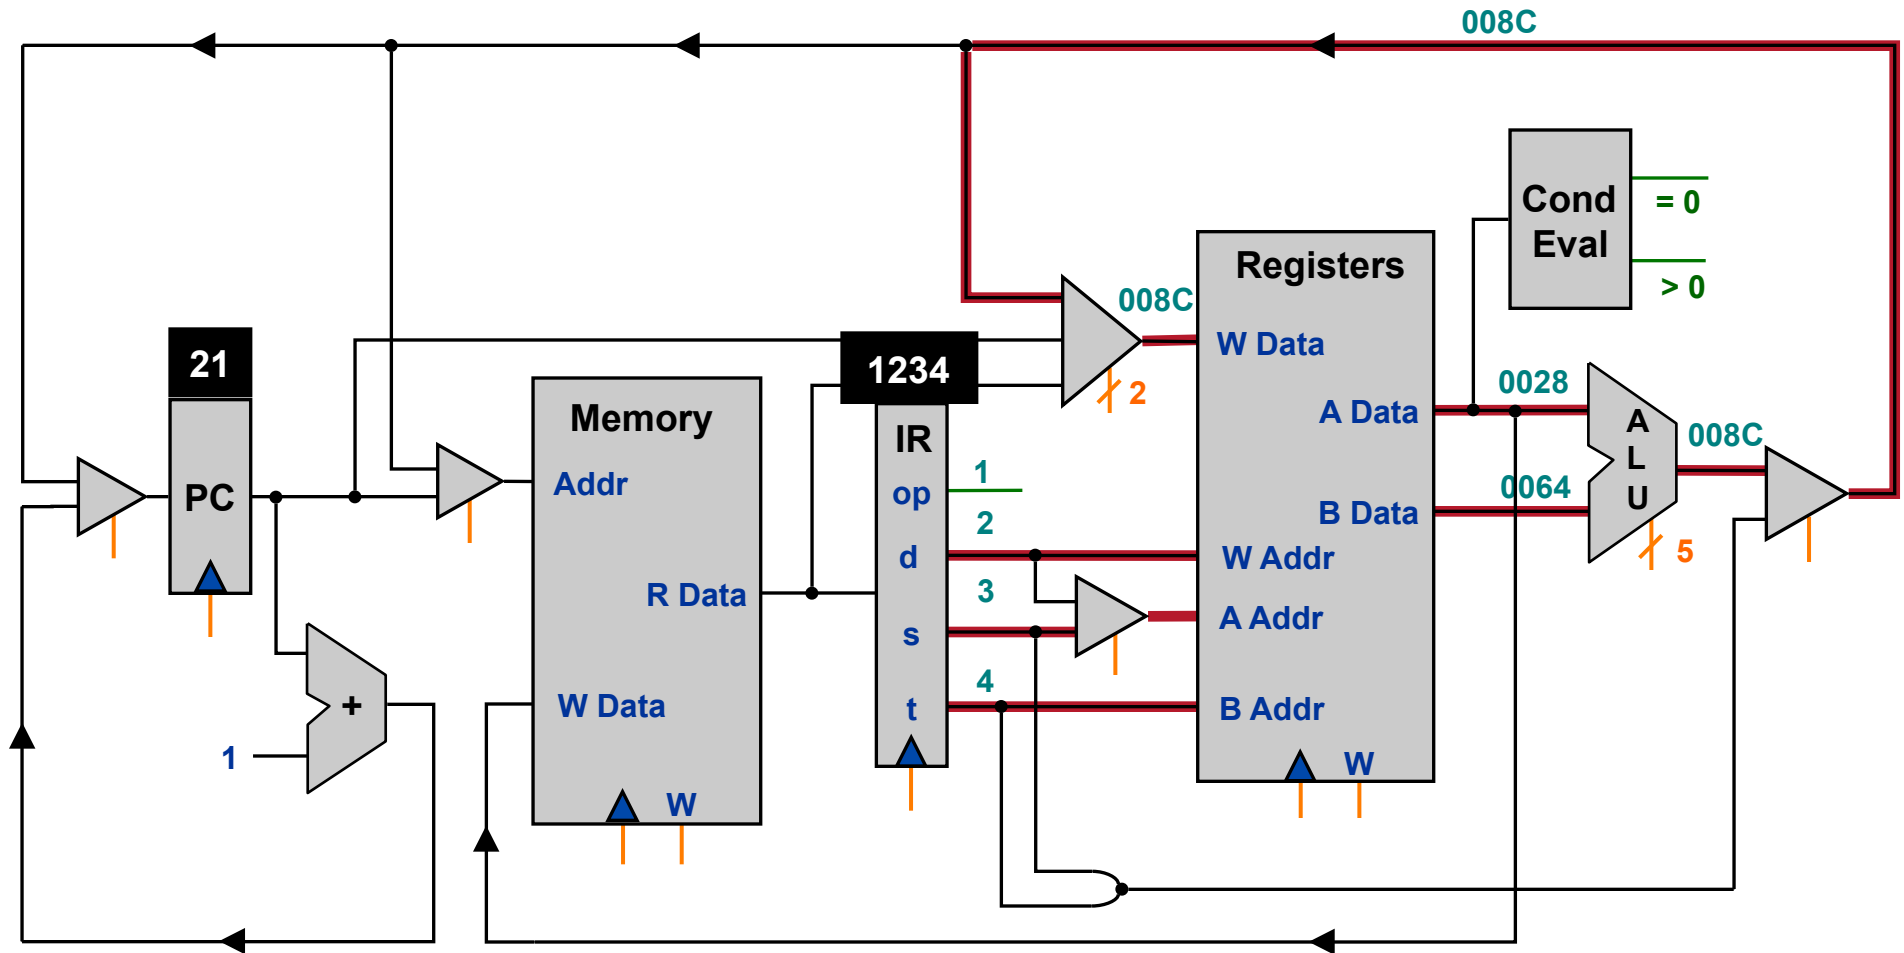 008C
Cond
Eval
= 0
> 0
Registers
008C
W Data
21
1234
2
Memory
A Data
0028
A
L
U
008C
IR
1
op
Addr
PC
B Data
0064
2
d
W Addr
5
R Data
3
s
A Addr
4
t
B Addr
W Data
+
1
W
W